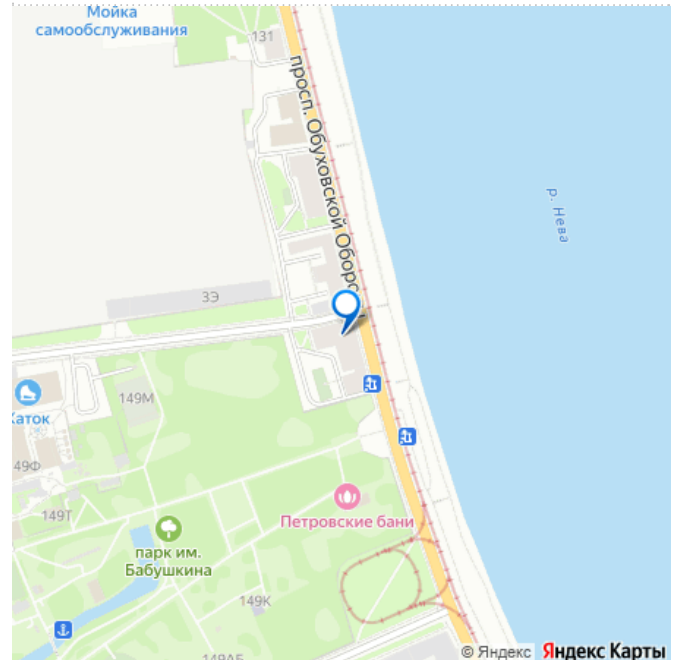 Мойка
самообслуживания
131
просп. Обуховской Оборо
р. Нева
3Э
149М
Каток
49Ф
149Т
Петровские бани
парк им.
Бабушкина
149К
149АБ
© Яндекс Яндекс Карты